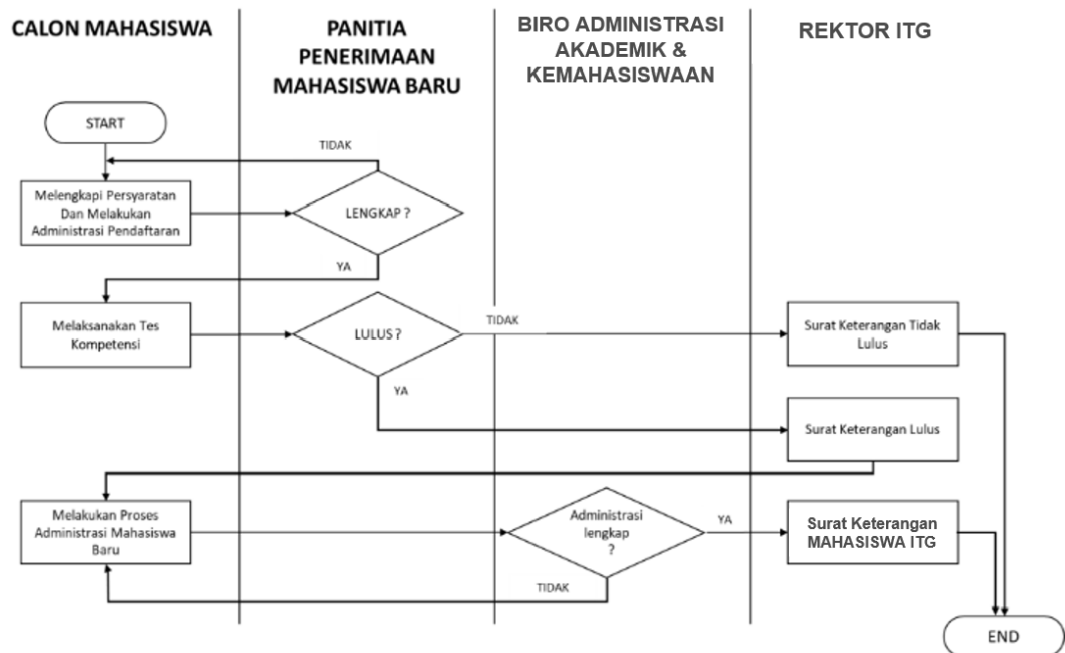 CALON MAHASISWA
PANITIA
PENERIMAAN
MAHASISWA BARU
BIRO ADMINISTRASI
AKADEMIK &
KEMAHASISWAAN
REKTOR ITG
START
TIDAK
Melengkapi Persyaratan
Dan Melakukan
Administrasi Pendaftaran
LENGKAP ?
YA
Melaksanakan Tes
Kompetensi
LULUS ?
TIDAK
Surat Keterangan Tidak
Lulus
YA
Surat Keterangan Lulus
Melakukan Proses
Administrasi Mahasiswa
Baru
Administrasi
lengkap
?
YA
Surat Keterangan
MAHASISWA ITG
TIDAK
END